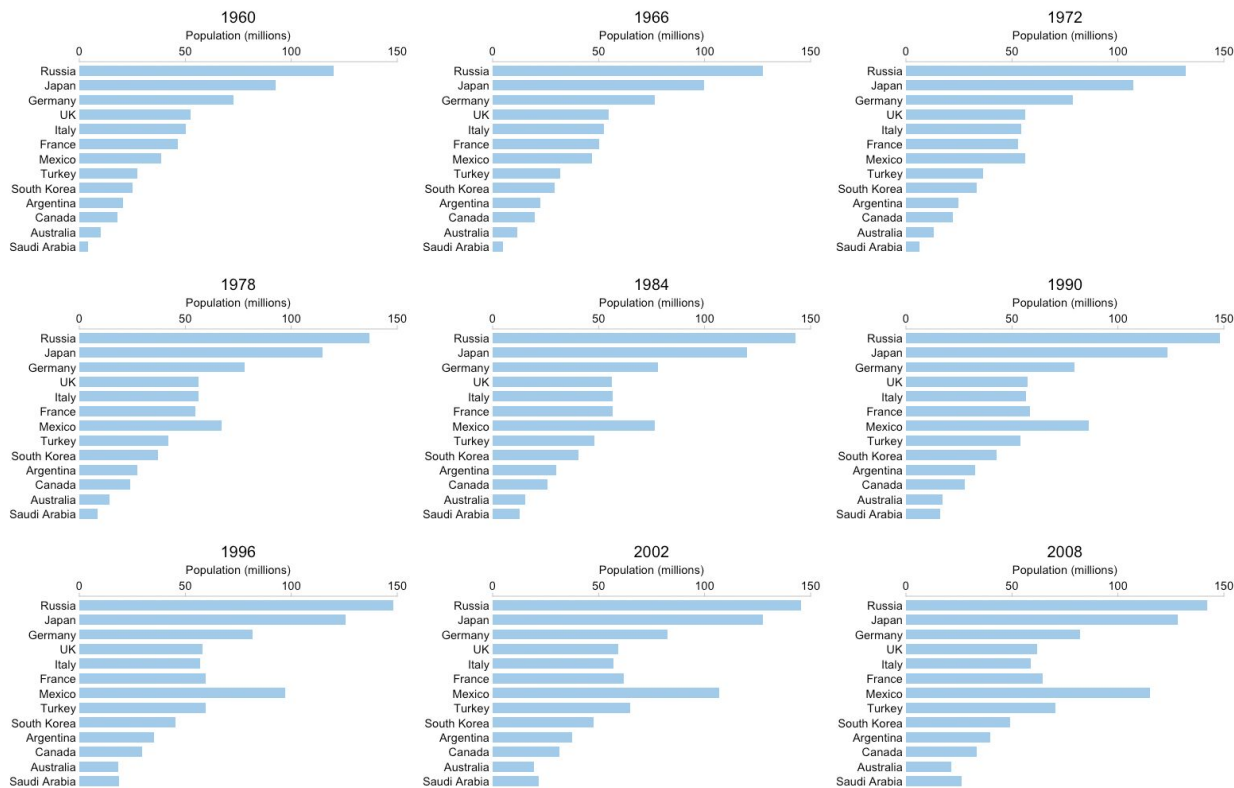 1960
Population (millions)
0 50 100 150
Russia
Japan
Germany
UK
Italy
France
Mexico
Turkey
South Korea
Argentina
Canada
Australia
Saudi Arabia
1966
Population (millions)
0 50 100 150
Russia
Japan
Germany
UK
Italy
France
Mexico
Turkey
South Korea
Argentina
Canada
Australia
Saudi Arabia
1972
Population (millions)
0 50 100 150
Russia
Japan
Germany
UK
Italy
France
Mexico
Turkey
South Korea
Argentina
Canada
Australia
Saudi Arabia
1978
Population (millions)
0 50 100 150
Russia
Japan
Germany
UK
Italy
France
Mexico
Turkey
South Korea
Argentina
Canada
Australia
Saudi Arabia
1984
Population (millions)
0 50 100 150
Russia
Japan
Germany
UK
Italy
France
Mexico
Turkey
South Korea
Argentina
Canada
Australia
Saudi Arabia
1990
Population (millions)
0 50 100 150
Russia
Japan
Germany
UK
Italy
France
Mexico
Turkey
South Korea
Argentina
Canada
Australia
Saudi Arabia
1996
Population (millions)
0 50 100 150
Russia
Japan
Germany
UK
Italy
France
Mexico
Turkey
South Korea
Argentina
Canada
Australia
Saudi Arabia
2002
Population (millions)
0 50 100 150
Russia
Japan
Germany
UK
Italy
France
Mexico
Turkey
South Korea
Argentina
Canada
Australia
Saudi Arabia
2008
Population (millions)
0 50 100 150
Russia
Japan
Germany
UK
Italy
France
Mexico
Turkey
South Korea
Argentina
Canada
Australia
Saudi Arabia